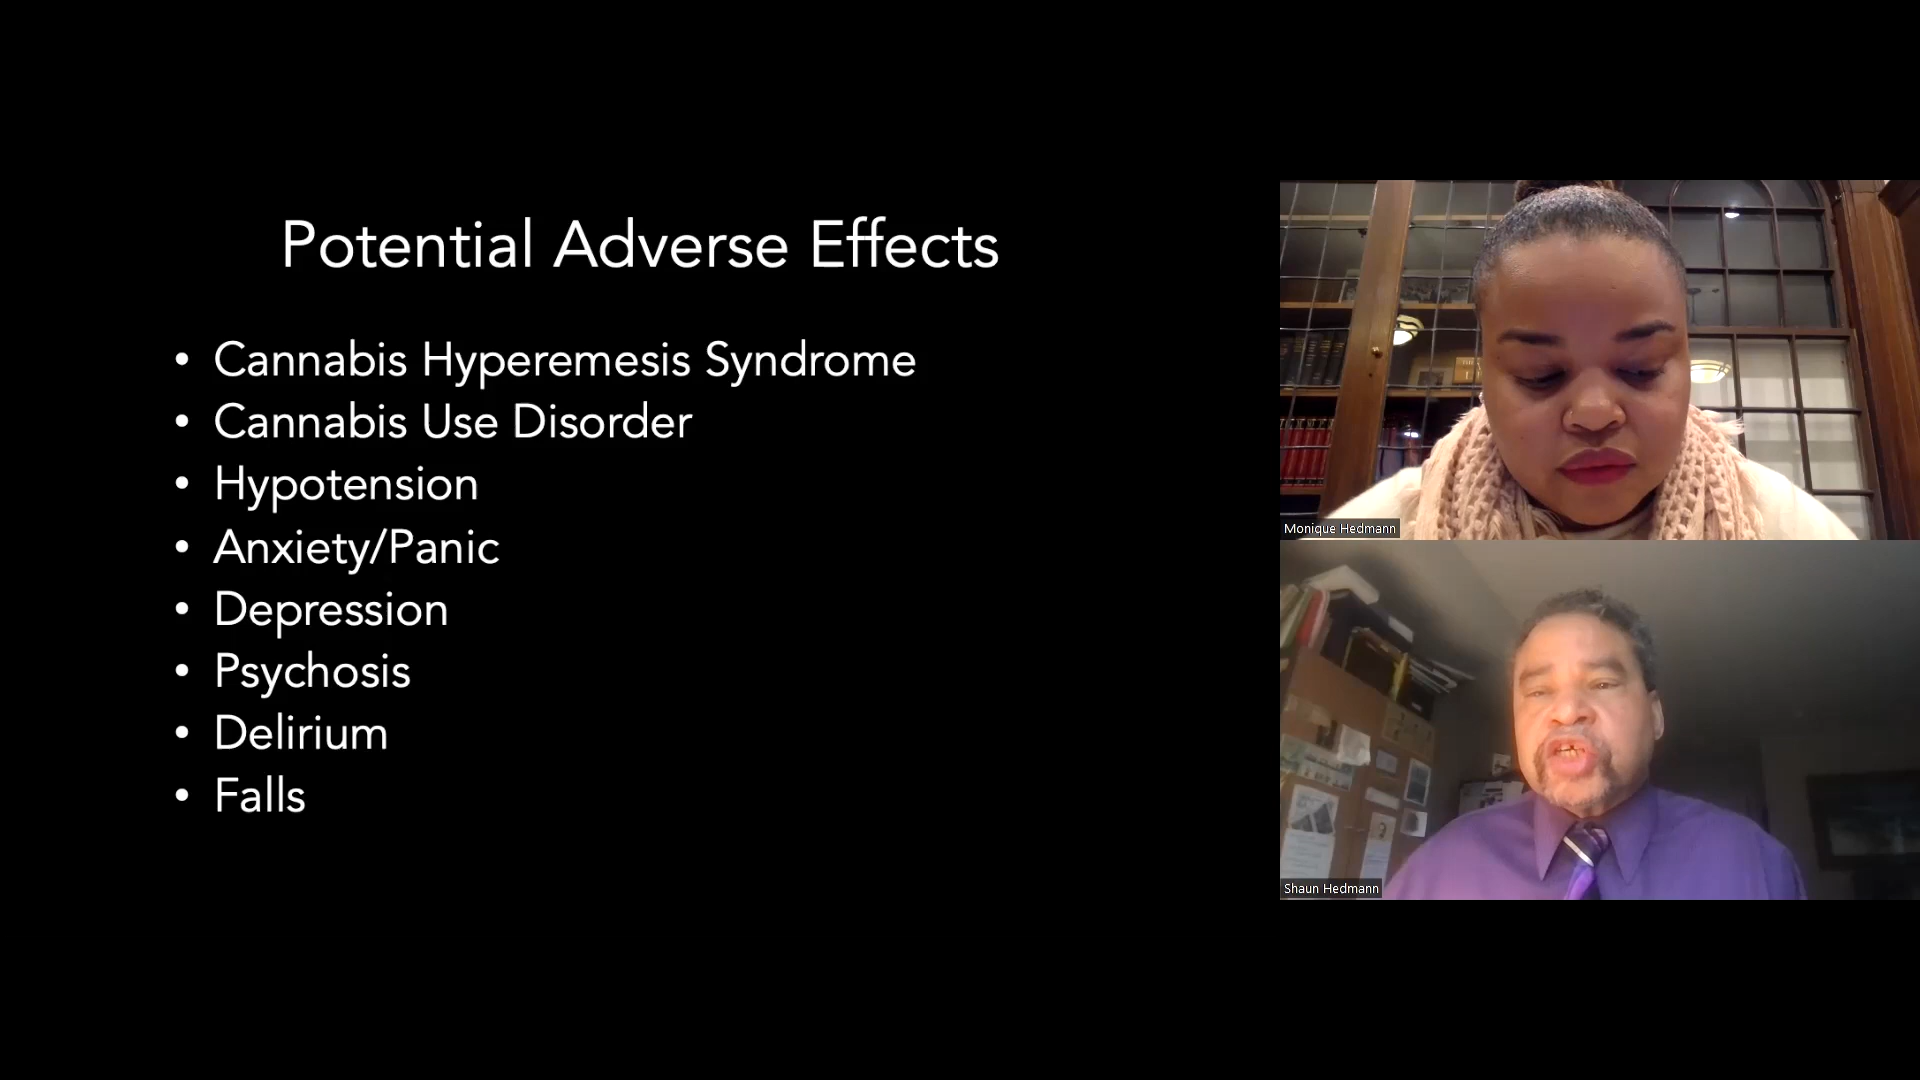 Potential Adverse Effects
• Cannabis Hyperemesis Syndrome
• Cannabis Use Disorder
• Hypotension
• Anxiety/Panic
• Depression
• Psychosis
• Delirium
• Falls
Monique Hedmann
Shaun Hedmann